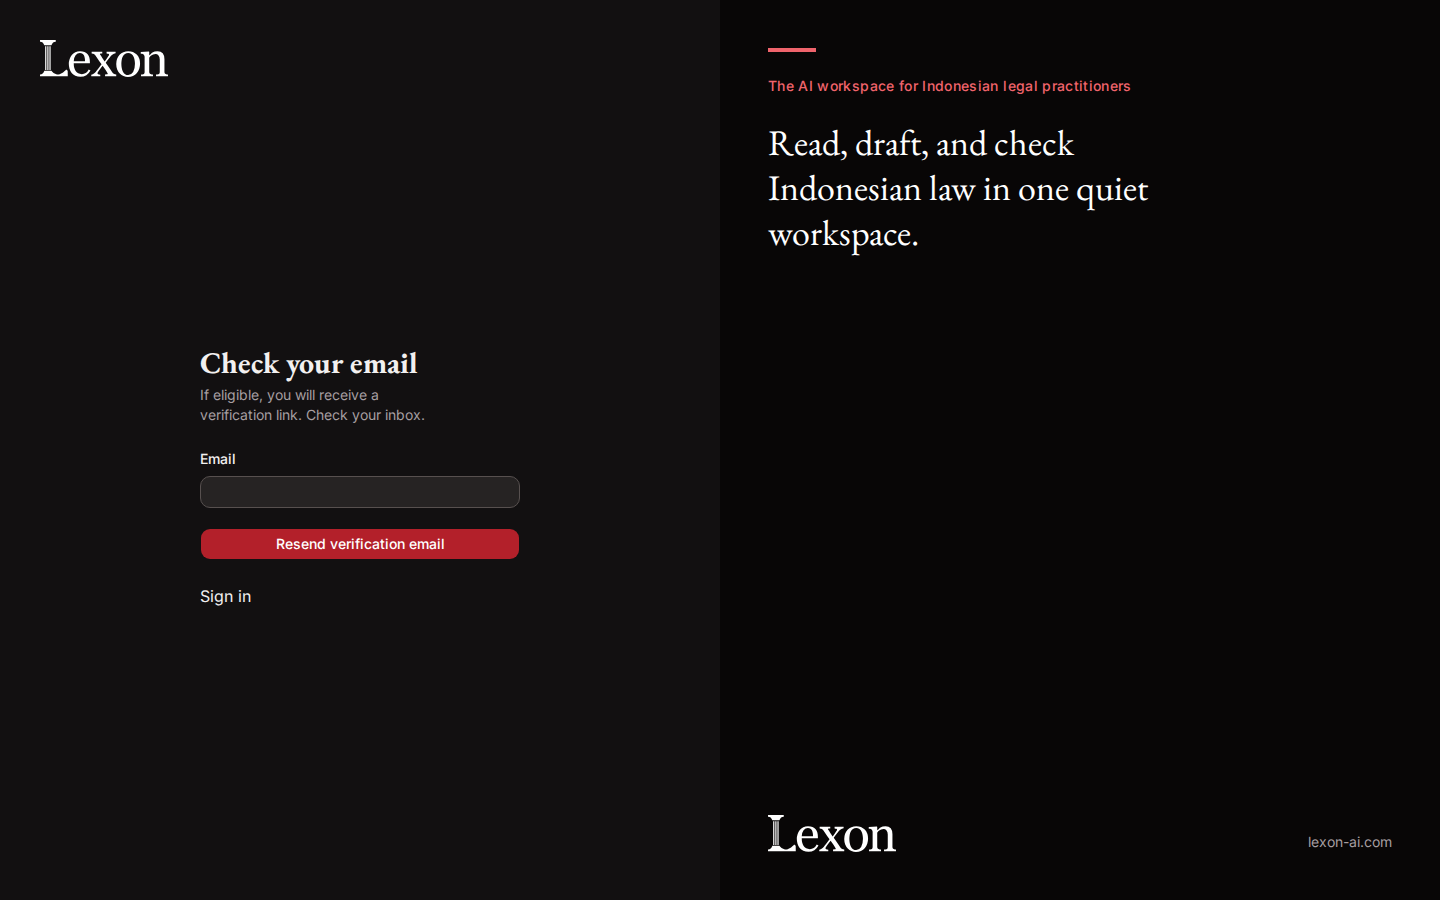 Lexon
Check your email
If eligible, you will receive a
verification link. Check your inbox.
Email
Resend verification email
Sign in
The AI workspace for Indonesian legal practitioners
Read, draft, and check
Indonesian law in one quiet
workspace.
Lexon
lexon-ai.com